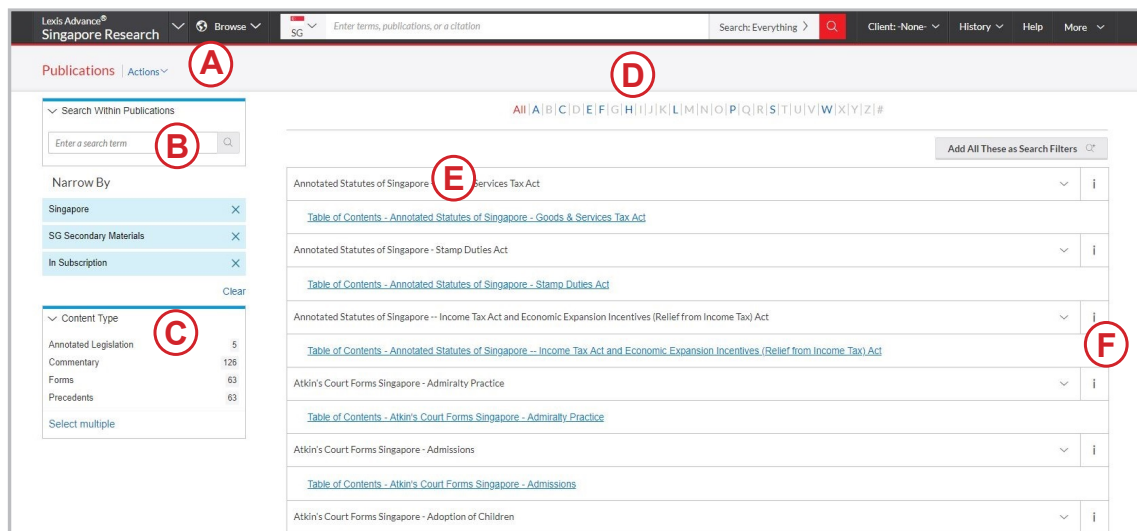 Lexis Advance®
Singapore Research
Browse
SG
Enter terms, publications, or a citation
Search: Everything
Client: -None-
History
Help
More
A
Publications | Actions
D
Search Within Publications
Enter a search term
B
All|A|B|C|D|E|F|G|H|I|J|K|L|M|N|O|P|Q|R|S|T|U|V|W|X|Y|Z|#
Add All These as Search Filters
Narrow By
Singapore
SG Secondary Materials
In Subscription
Clear
Content Type
C
Annotated Legislation 5
Commentary 126
Forms 63
Precedents 63
Select multiple
Annotated Statutes of Singapore - Services Tax Act i
E
Table of Contents - Annotated Statutes of Singapore - Goods & Services Tax Act
Annotated Statutes of Singapore - Stamp Duties Act i
Table of Contents - Annotated Statutes of Singapore - Stamp Duties Act
Annotated Statutes of Singapore -- Income Tax Act and Economic Expansion Incentives (Relief from Income Tax) Act i
F
Table of Contents - Annotated Statutes of Singapore -- Income Tax Act and Economic Expansion Incentives (Relief from Income Tax) Act
Atkin's Court Forms Singapore - Admiralty Practice i
Table of Contents - Atkin's Court Forms Singapore - Admiralty Practice
Atkin's Court Forms Singapore - Admissions i
Table of Contents - Atkin's Court Forms Singapore - Admissions
Atkin's Court Forms Singapore - Adoption of Children i